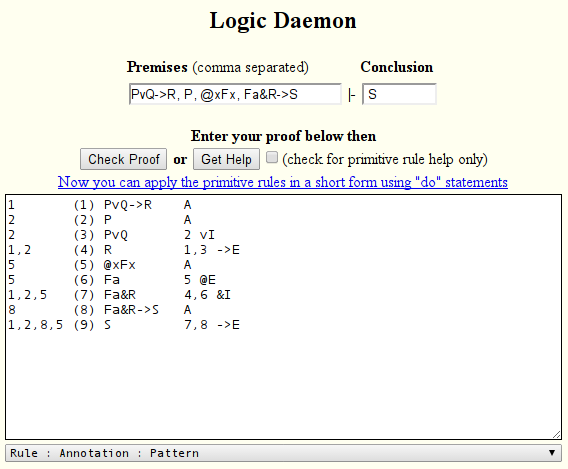 Logic Daemon
Premises (comma separated) Conclusion
PvQ->R, P, @xFx, Fa&R->S |- S
Enter your proof below then
Check Proof or Get Help (check for primitive rule help only)
Now you can apply the primitive rules in a short form using "do" statements
1 (1) PvQ->R A
2 (2) P A
2 (3) PvQ 2 vI
1,2 (4) R 1,3 ->E
5 (5) @xFx A
5 (6) Fa 5 @E
1,2,5 (7) Fa&R 4,6 &I
8 (8) Fa&R->S A
1,2,8,5 (9) S 7,8 ->E
Rule : Annotation : Pattern